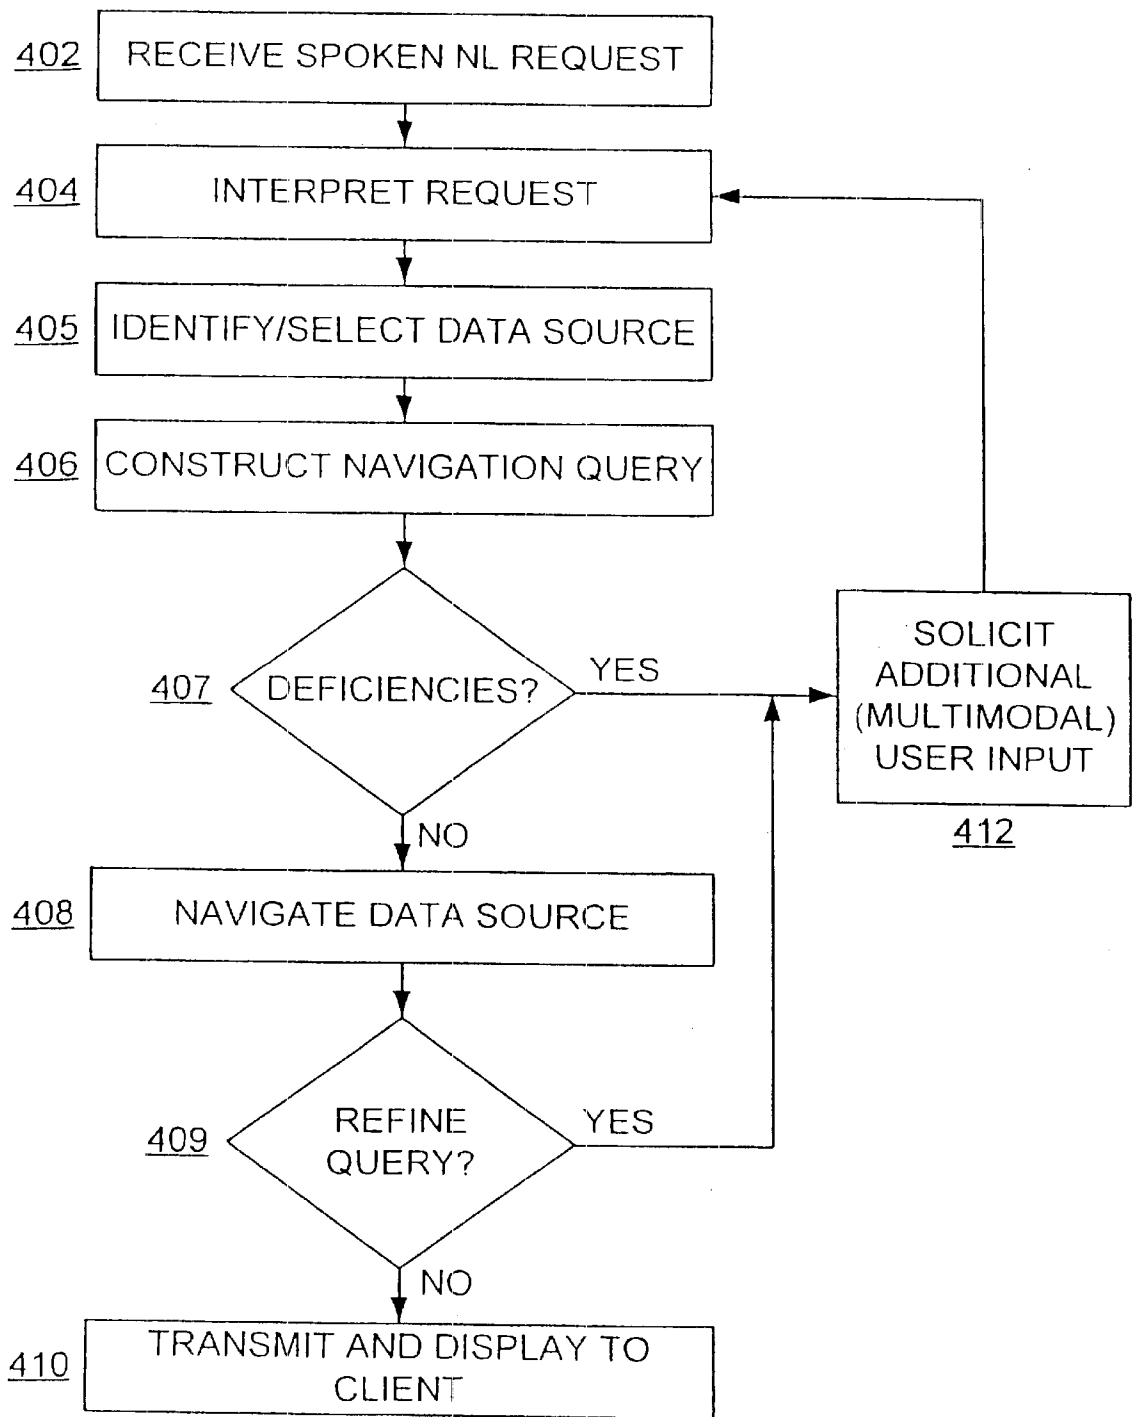 402
RECEIVE SPOKEN NL REQUEST
404
INTERPRET REQUEST
405
IDENTIFY/SELECT DATA SOURCE
406
CONSTRUCT NAVIGATION QUERY
407
DEFICIENCIES?
YES
SOLICIT
ADDITIONAL
(MULTIMODAL)
USER INPUT
412
NO
408
NAVIGATE DATA SOURCE
409
REFINE
QUERY?
YES
NO
410
TRANSMIT AND DISPLAY TO
CLIENT